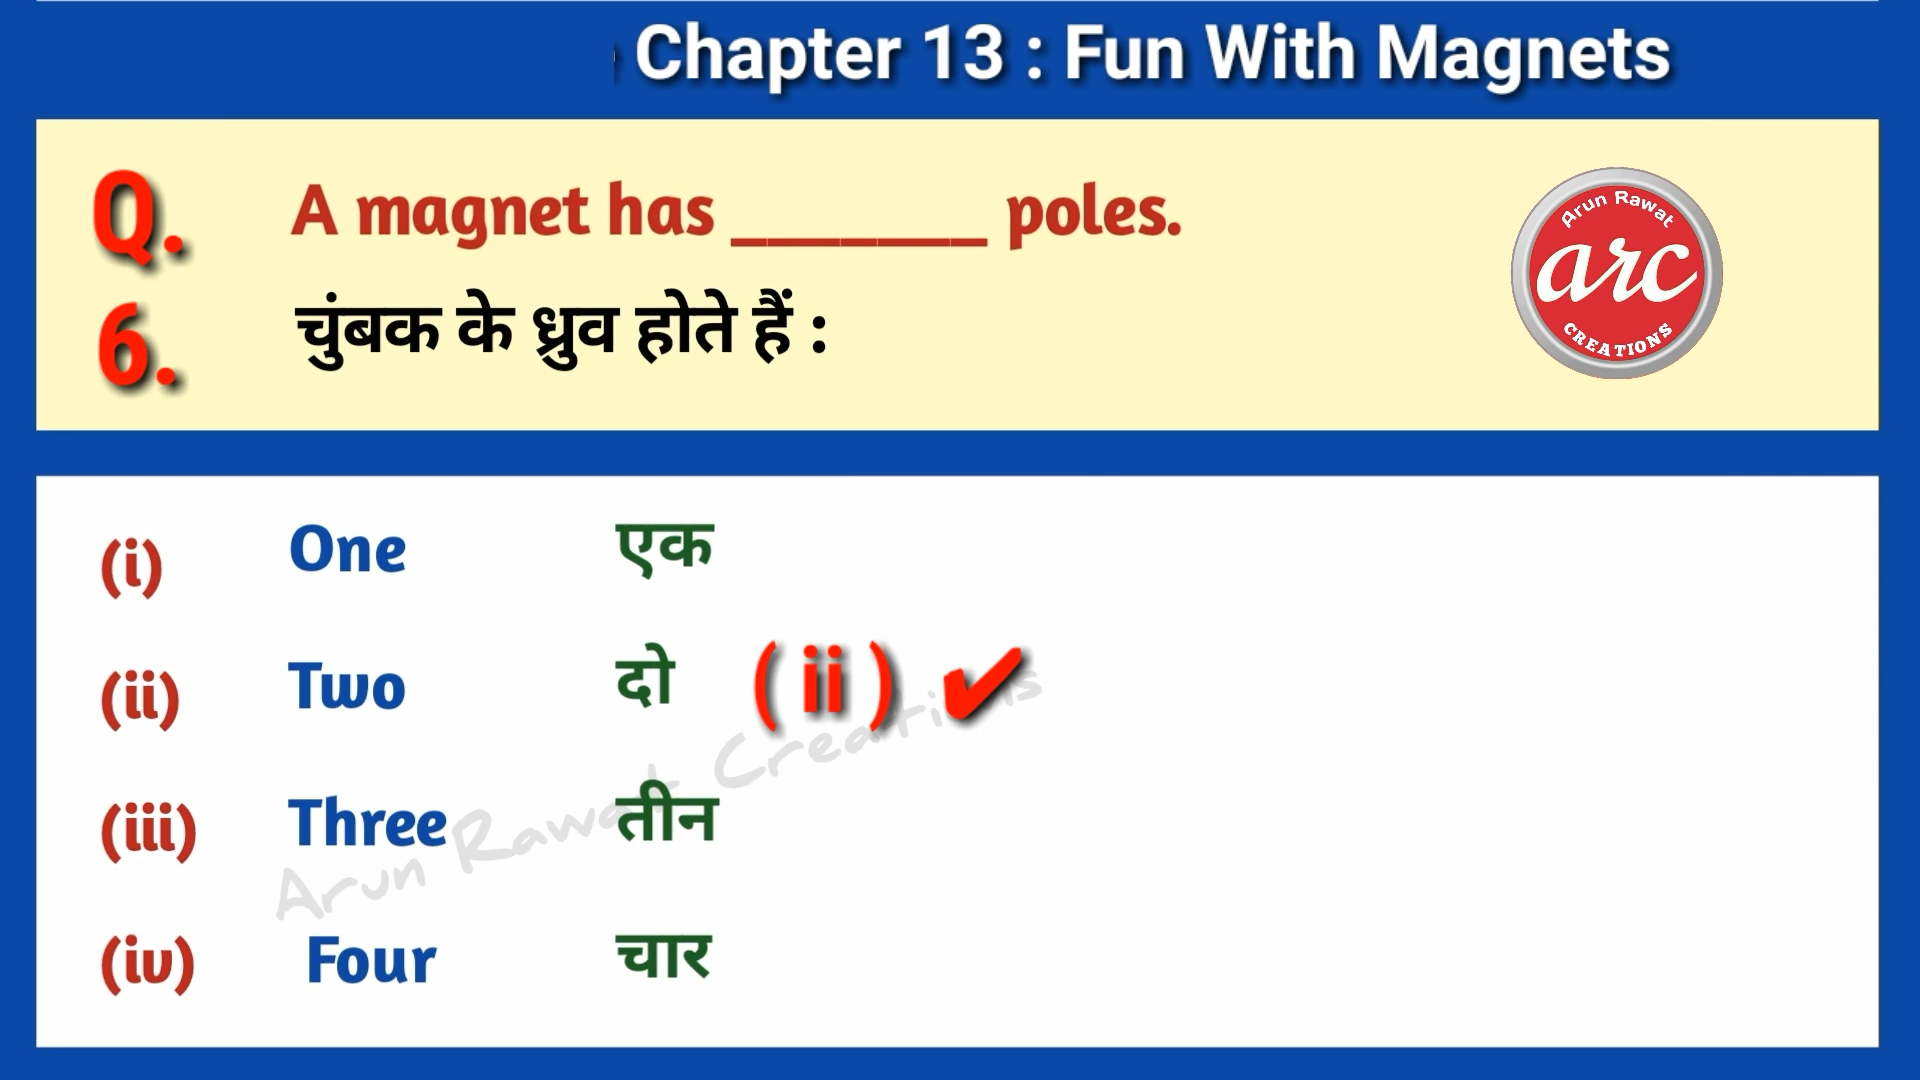 Chapter 13 : Fun With Magnets
Q. A magnet has _______ poles.
6. चुंबक के ध्रुव होते हैं :
Arun Rawat
arc
CREATIONS
(i) One एक
(ii) Two दो ( ii ) ✔
(iii) Three तीन
(iv) Four चार
Arun Rawat Creations